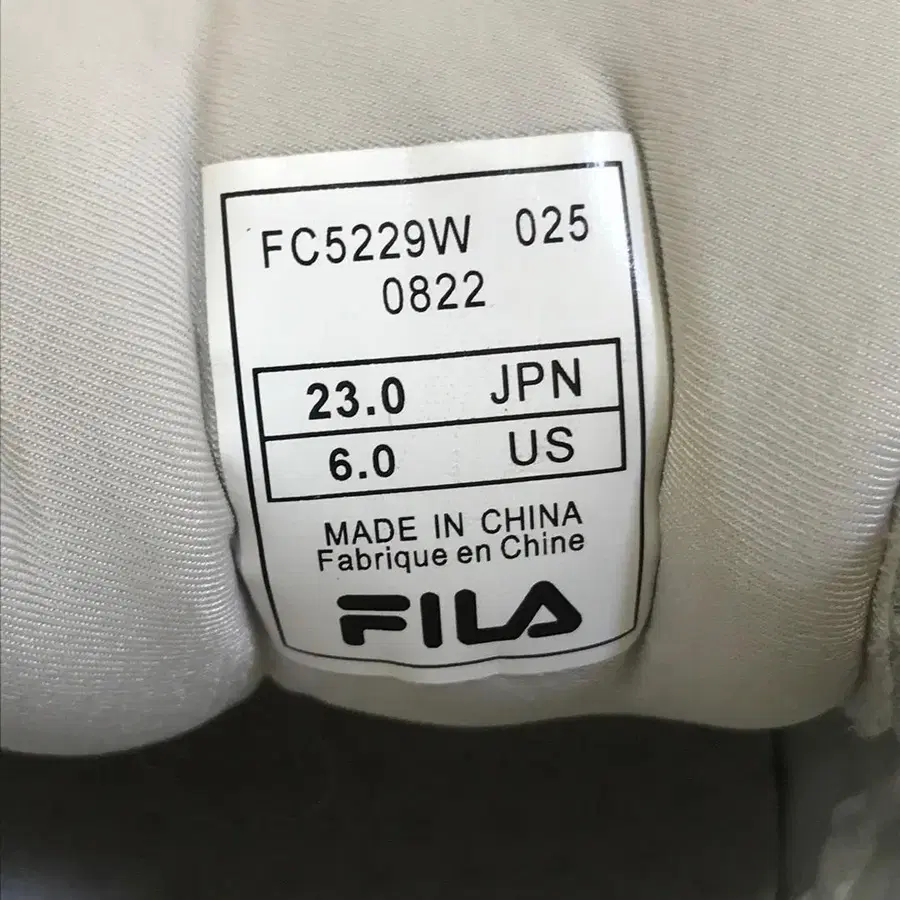 FC5229W 025
0822
23.0 JPN
6.0 US
MADE IN CHINA
Fabrique en Chine
FILA